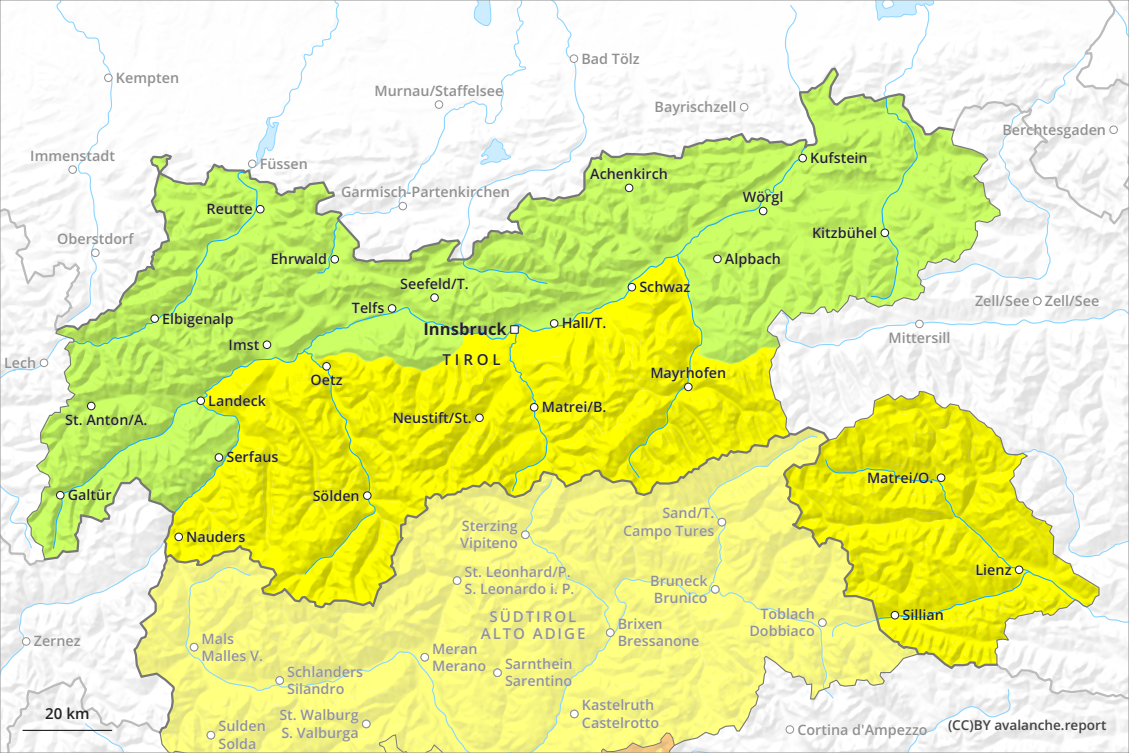 Kempten
Bad Tölz
Murnau/Staffelsee
Bayrischzell
Berchtesgaden
Immenstadt
Füssen
Kufstein
Achenkirch
Garmisch-Partenkirchen
Wörgl
Reutte
Kitzbühel
Oberstdorf
Ehrwald
Alpbach
Seefeld/T.
Schwaz
Zell/See
Zell/See
Telfs
Elbigenalp
Innsbruck
Hall/T.
Mittersill
Imst
TIROL
Lech
Oetz
Mayrhofen
Landeck
Matrei/B.
St. Anton/A.
Neustift/St.
Serfaus
Matrei/O.
Galtür
Sölden
Sand/T.
Campo Tures
Sterzing
Vipiteno
Nauders
St. Leonhard/P.
S. Leonardo i. P.
Lienz
Bruneck
Brunico
SÜDTIROL
ALTO ADIGE
Toblach
Dobbiaco
Sillian
Brixen
Bressanone
Zernez
Mals
Malles V.
Meran
Merano
Sarnthein
Sarentino
Schlanders
Silandro
Kastelruth
Castelrotto
20 km
St. Walburg
S. Valburga
Sulden
Solda
Cortina d'Ampezzo
(CC)BY avalanche.report